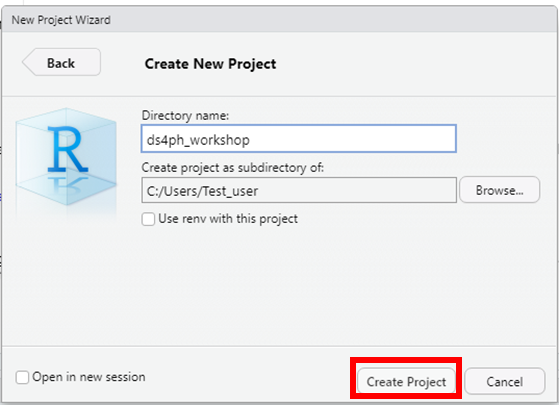 New Project Wizard
Back
Create New Project
R
Directory name:
ds4ph_workshop
Create project as subdirectory of:
C:/Users/Test_user
Browse...
Use renv with this project
Open in new session
Create Project
Cancel